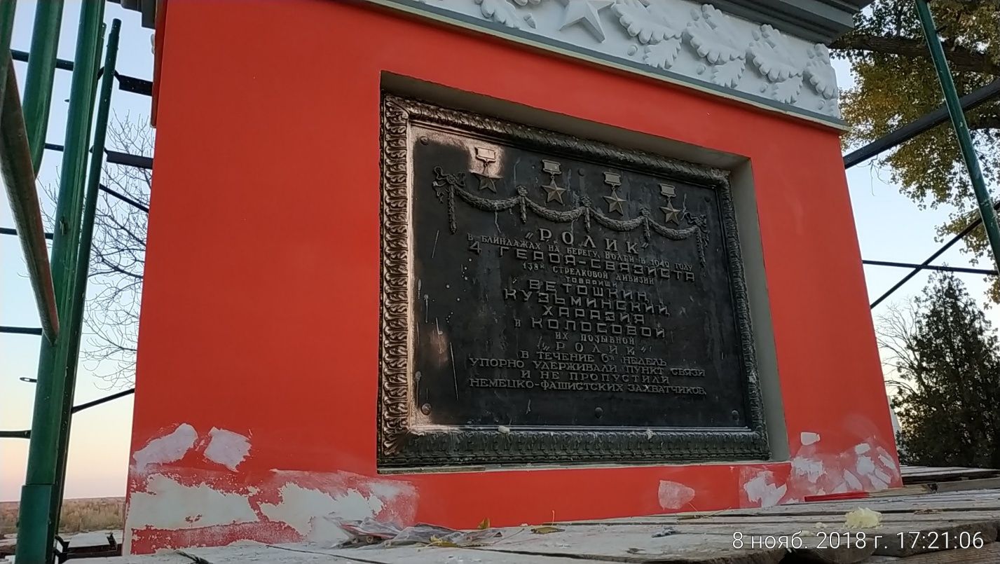 „РОЛИК“
В БЛИНДАЖАХ НА БЕРЕГУ ВОЛГИ В 1942 ГОДУ
4 ГЕРОЯ-СВЯЗИСТА
138й СТРЕЛКОВОЙ ДИВИЗИИ
ТОВАРИЩИ
ВЕТОШКИН,
КУЗЬМИНСКИЙ,
ХАРАЗИЯ
И КОЛОСОВОЙ
ИХ ПОЗЫВНОЙ
„РОЛИК“
В ТЕЧЕНИЕ 6и НЕДЕЛЬ
УПОРНО УДЕРЖИВАЛИ ПУНКТ СВЯЗИ
И НЕ ПРОПУСТИЛИ
НЕМЕЦКО-ФАШИСТСКИХ ЗАХВАТЧИКОВ.
8 нояб. 2018 г. 17:21:06